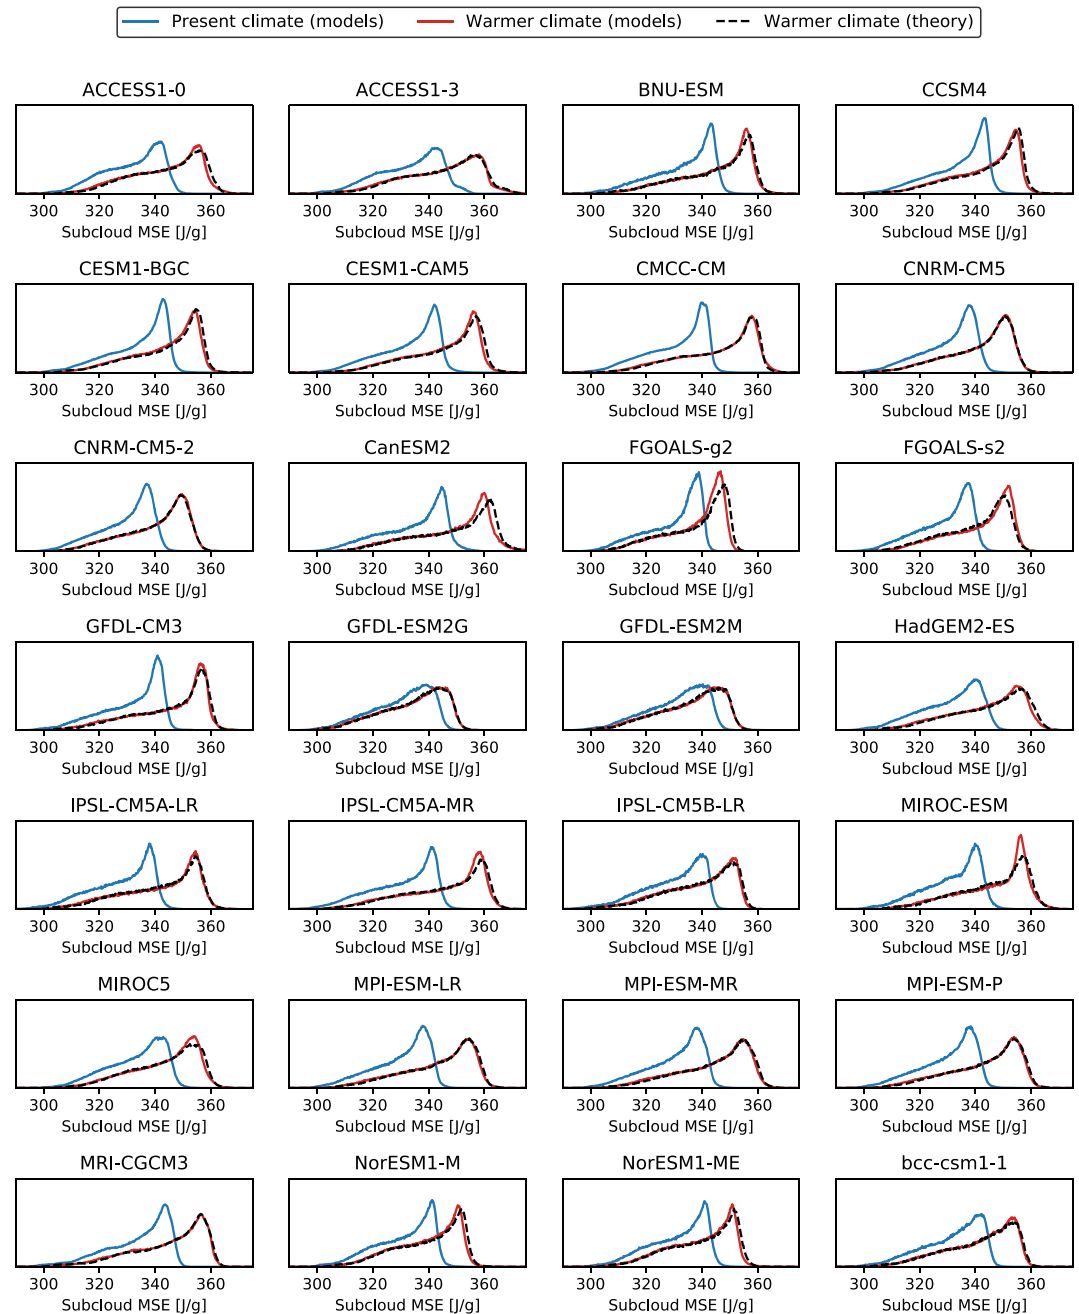 Present climate (models) Warmer climate (models) Warmer climate (theory)
ACCESS1-0 ACCESS1-3 BNU-ESM CCSM4
300 320 340 360 300 320 340 360 300 320 340 360 300 320 340 360
Subcloud MSE [J/g] Subcloud MSE [J/g] Subcloud MSE [J/g] Subcloud MSE [J/g]
CESM1-BGC CESM1-CAM5 CMCC-CM CNRM-CM5
300 320 340 360 300 320 340 360 300 320 340 360 300 320 340 360
Subcloud MSE [J/g] Subcloud MSE [J/g] Subcloud MSE [J/g] Subcloud MSE [J/g]
CNRM-CM5-2 CanESM2 FGOALS-g2 FGOALS-s2
300 320 340 360 300 320 340 360 300 320 340 360 300 320 340 360
Subcloud MSE [J/g] Subcloud MSE [J/g] Subcloud MSE [J/g] Subcloud MSE [J/g]
GFDL-CM3 GFDL-ESM2G GFDL-ESM2M HadGEM2-ES
300 320 340 360 300 320 340 360 300 320 340 360 300 320 340 360
Subcloud MSE [J/g] Subcloud MSE [J/g] Subcloud MSE [J/g] Subcloud MSE [J/g]
IPSL-CM5A-LR IPSL-CM5A-MR IPSL-CM5B-LR MIROC-ESM
300 320 340 360 300 320 340 360 300 320 340 360 300 320 340 360
Subcloud MSE [J/g] Subcloud MSE [J/g] Subcloud MSE [J/g] Subcloud MSE [J/g]
MIROC5 MPI-ESM-LR MPI-ESM-MR MPI-ESM-P
300 320 340 360 300 320 340 360 300 320 340 360 300 320 340 360
Subcloud MSE [J/g] Subcloud MSE [J/g] Subcloud MSE [J/g] Subcloud MSE [J/g]
MRI-CGCM3 NorESM1-M NorESM1-ME bcc-csm1-1
300 320 340 360 300 320 340 360 300 320 340 360 300 320 340 360
Subcloud MSE [J/g] Subcloud MSE [J/g] Subcloud MSE [J/g] Subcloud MSE [J/g]